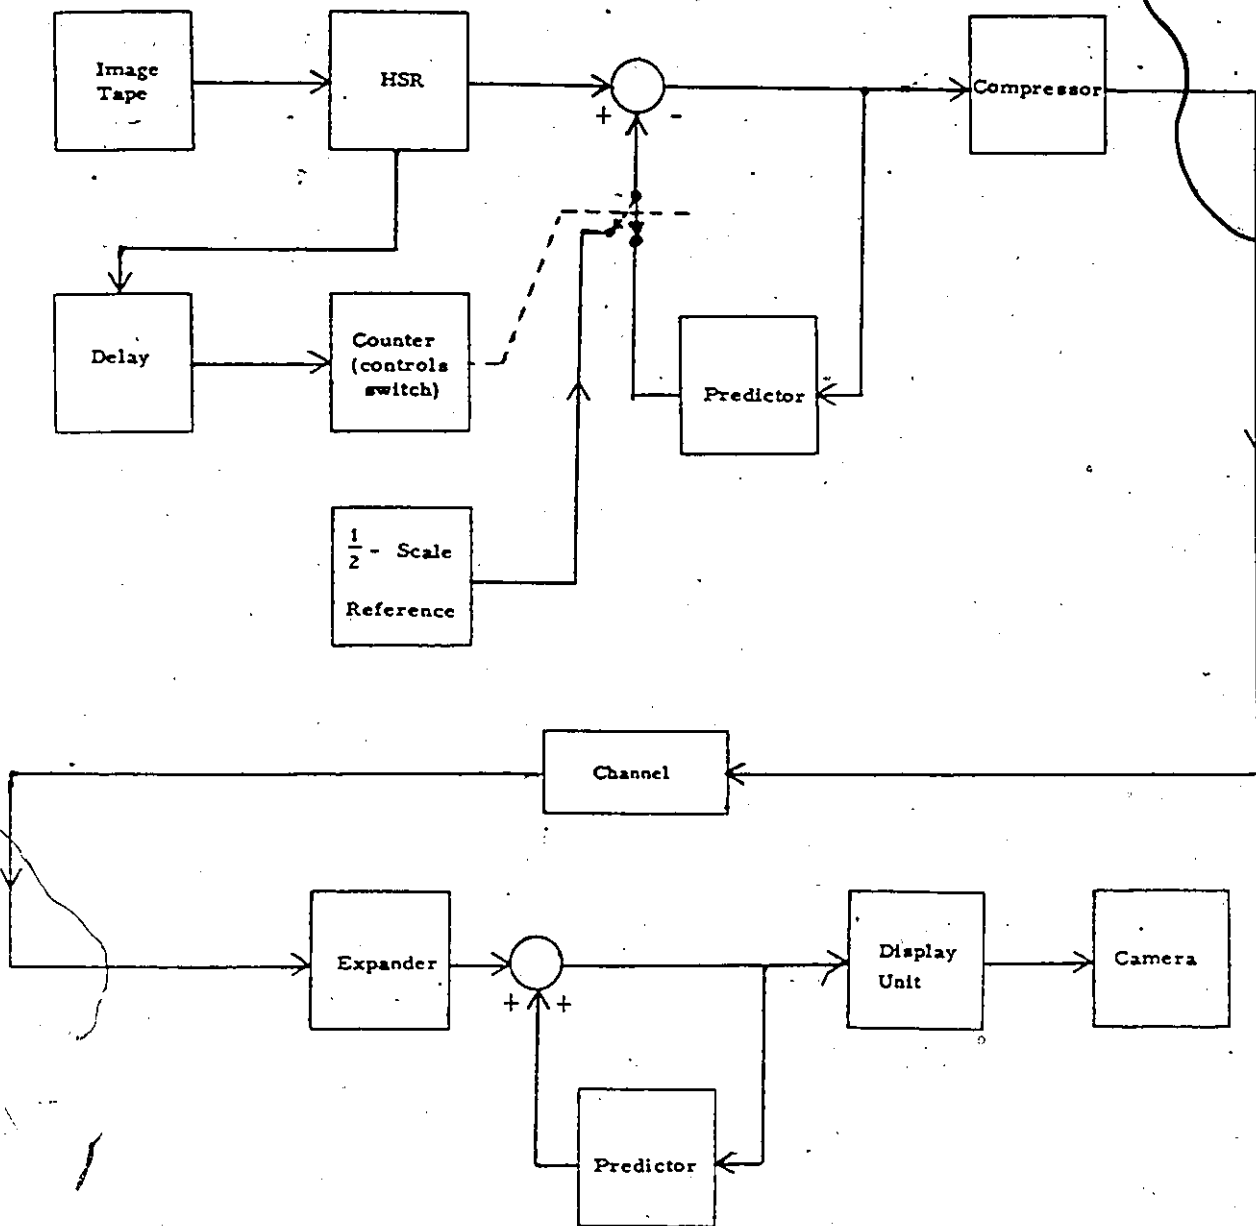 Image
Tape
HSR
+
-
Compressor
Delay
Counter
(controls
switch)
Predictor
1/2 - Scale
Reference
Channel
Expander
+
+
Display
Unit
Camera
Predictor